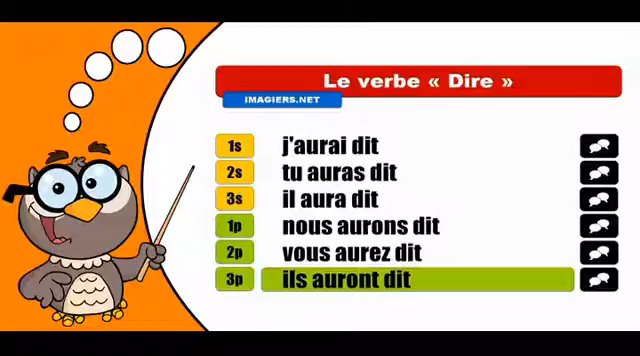 Le verbe « Dire »
IMAGIERS.NET
1s j'aurai dit
2s tu auras dit
3s il aura dit
1p nous aurons dit
2p vous aurez dit
3p ils auront dit